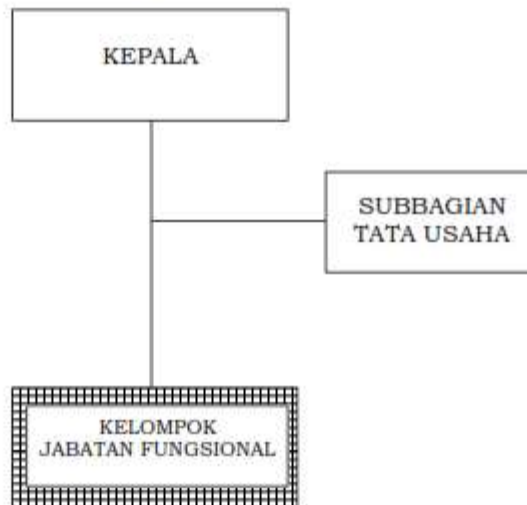 KEPALA
SUBBAGIAN
TATA USAHA
KELOMPOK
JABATAN FUNGSIONAL